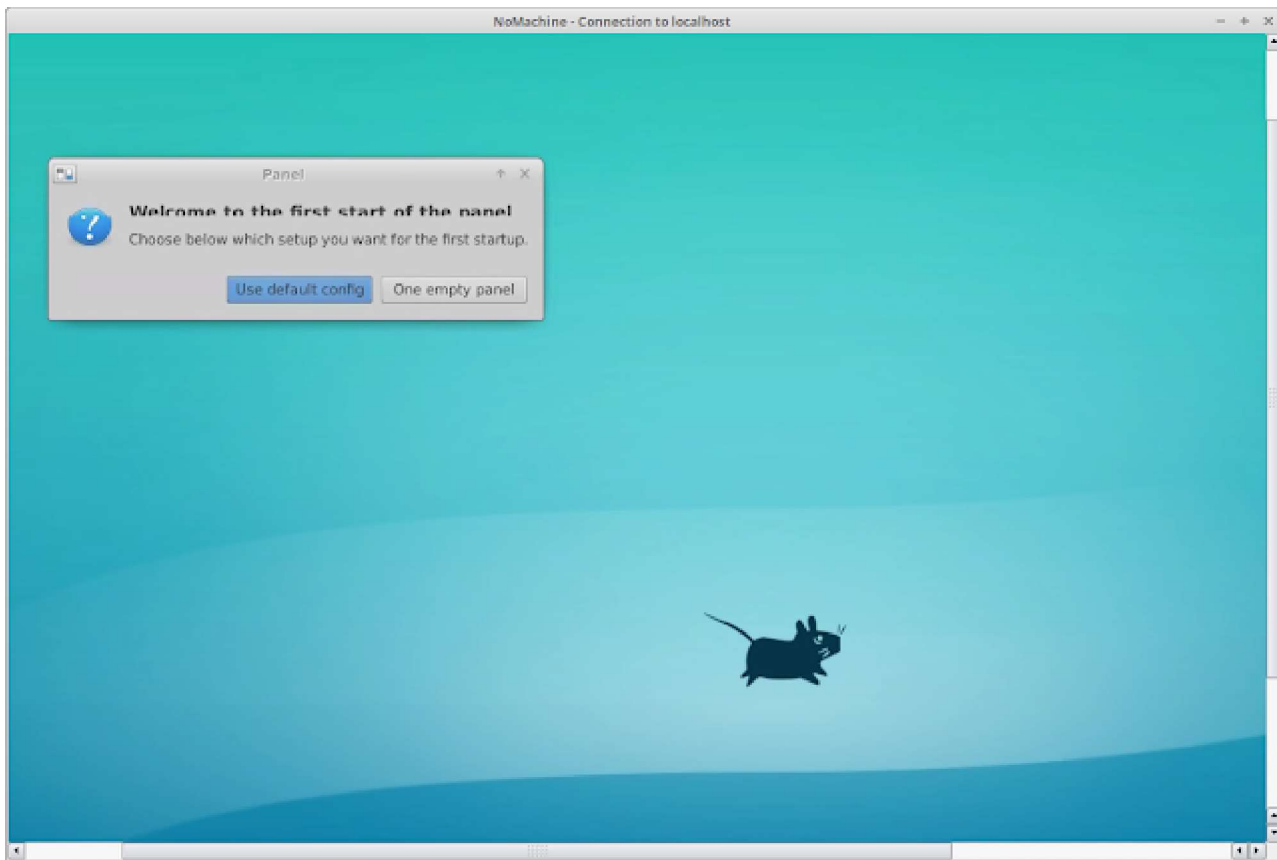 NoMachine - Connection to localhost
Panel
Welcome to the first start of the panel
Choose below which setup you want for the first startup.
Use default config
One empty panel